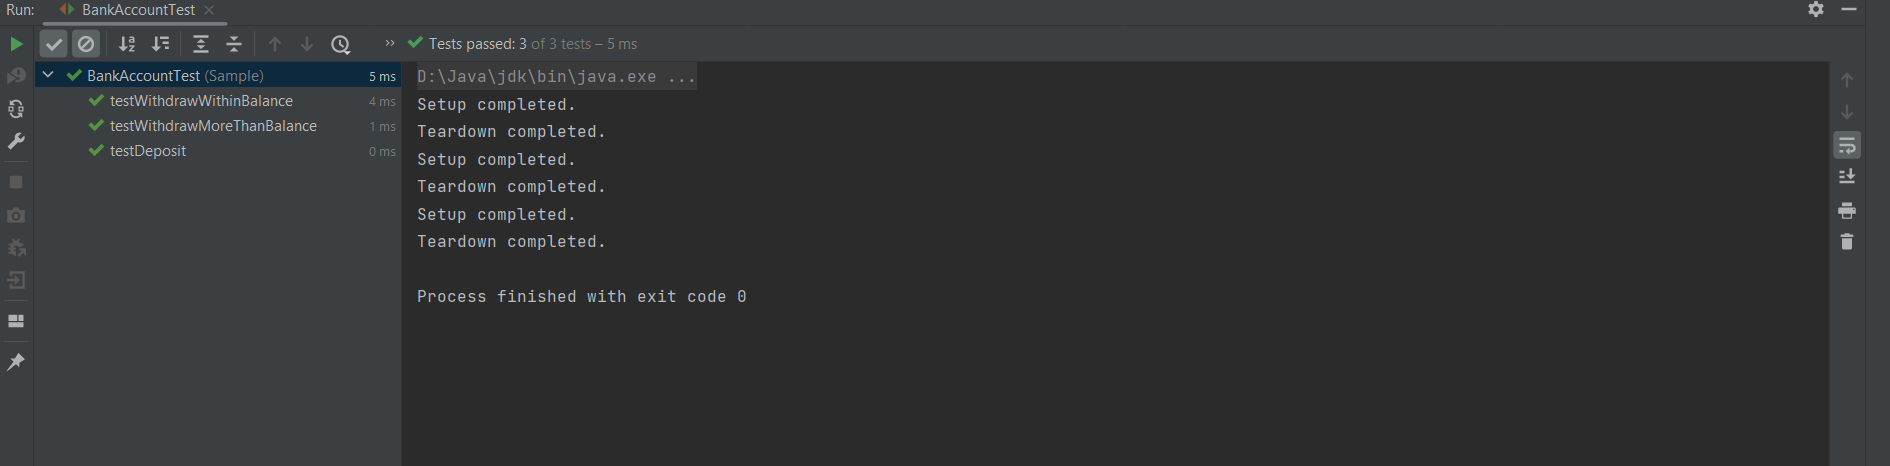 Run: BankAccountTest
Tests passed: 3 of 3 tests – 5 ms
BankAccountTest (Sample) 5 ms
testWithdrawWithinBalance 4 ms
testWithdrawMoreThanBalance 1 ms
testDeposit 0 ms
D:\Java\jdk\bin\java.exe ...
Setup completed.
Teardown completed.
Setup completed.
Teardown completed.
Setup completed.
Teardown completed.
Process finished with exit code 0